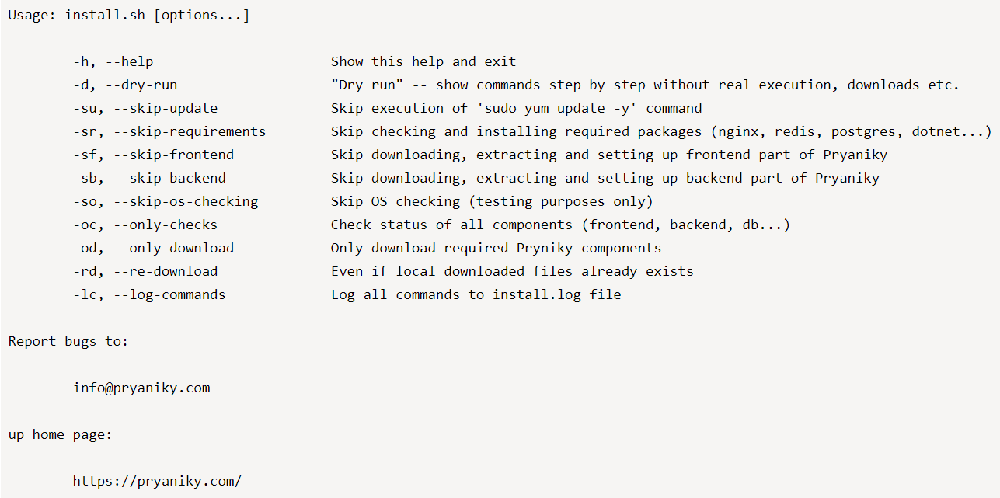 Usage: install.sh [options...]
-h, --help Show this help and exit
-d, --dry-run "Dry run" -- show commands step by step without real execution, downloads etc.
-su, --skip-update Skip execution of 'sudo yum update -y' command
-sr, --skip-requirements Skip checking and installing required packages (nginx, redis, postgres, dotnet...)
-sf, --skip-frontend Skip downloading, extracting and setting up frontend part of Pryaniky
-sb, --skip-backend Skip downloading, extracting and setting up backend part of Pryaniky
-so, --skip-os-checking Skip OS checking (testing purposes only)
-oc, --only-checks Check status of all components (frontend, backend, db...)
-od, --only-download Only download required Pryniky components
-rd, --re-download Even if local downloaded files already exists
-lc, --log-commands Log all commands to install.log file
Report bugs to:
info@pryaniky.com
up home page:
https://pryaniky.com/